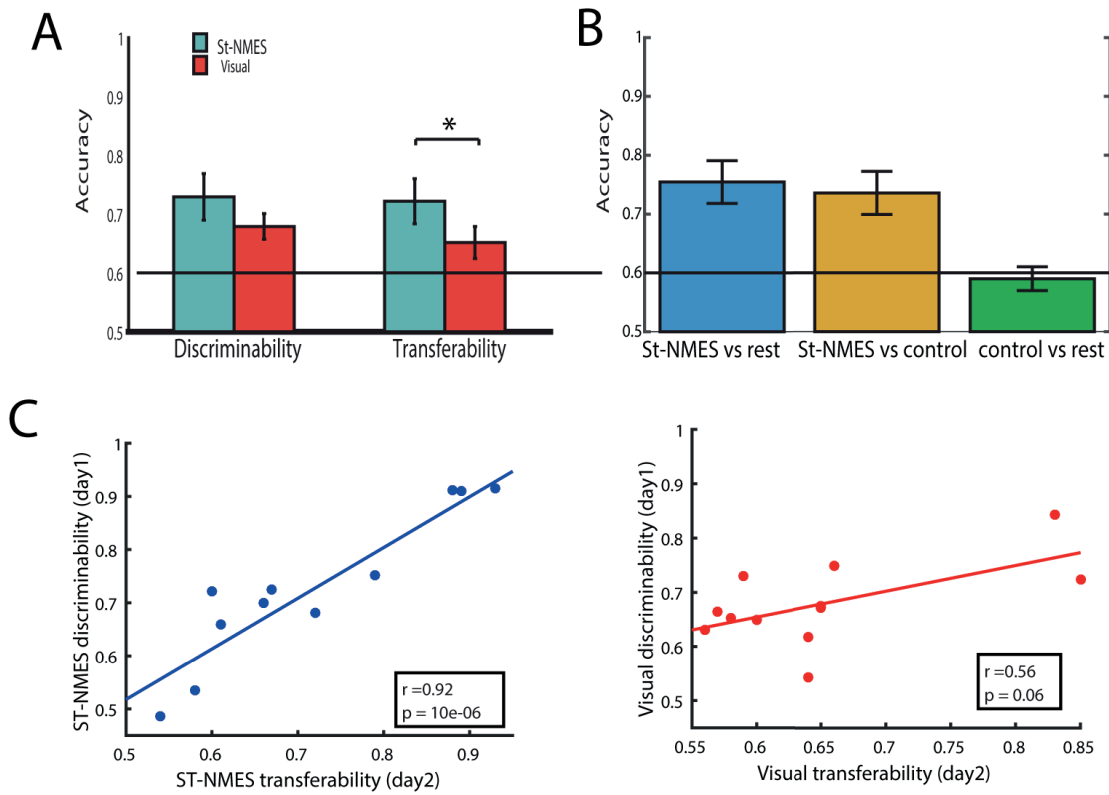 A
St-NMES
Visual
Accuracy
1
0.9
0.8
0.7
0.6
0.5
*
Discriminability
Transferability
B
Accuracy
1
0.9
0.8
0.7
0.6
0.5
St-NMES vs rest
St-NMES vs control
control vs rest
C
ST-NMES discriminability (day1)
1
0.9
0.8
0.7
0.6
0.5
r =0.92
p = 10e-06
0.5 0.6 0.7 0.8 0.9
ST-NMES transferability (day2)
Visual discriminability (day1)
1
0.9
0.8
0.7
0.6
0.5
r =0.56
p = 0.06
0.55 0.6 0.65 0.7 0.75 0.8 0.85
Visual transferability (day2)